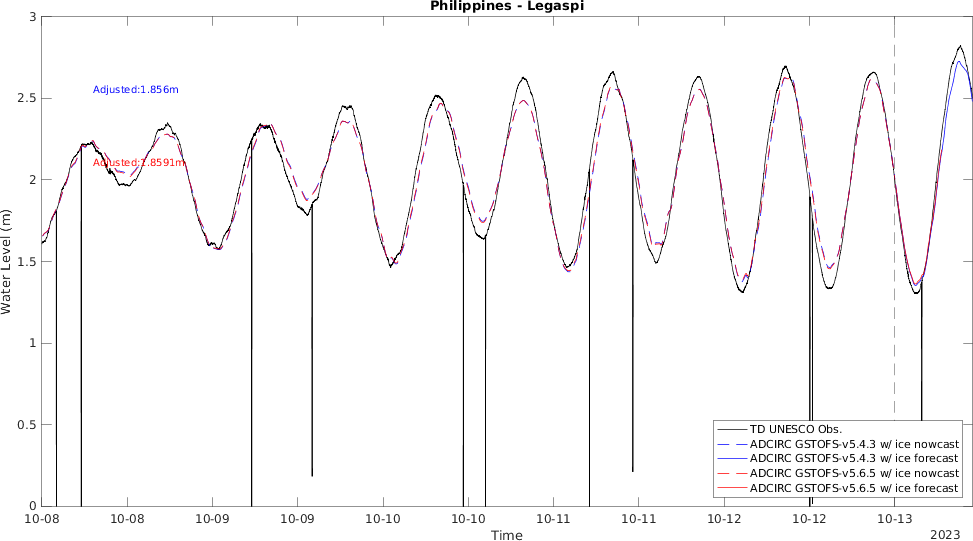 Philippines - Legaspi
3
2.5
2
1.5
1
0.5
0
Water Level (m)
Adjusted:1.856m
Adjusted:1.8591m
TD UNESCO Obs.
ADCIRC GSTOFS-v5.4.3 w/ ice nowcast
ADCIRC GSTOFS-v5.4.3 w/ ice forecast
ADCIRC GSTOFS-v5.6.5 w/ ice nowcast
ADCIRC GSTOFS-v5.6.5 w/ ice forecast
10-08 10-08 10-09 10-09 10-10 10-10 10-11 10-11 10-12 10-12 10-13
Time
2023